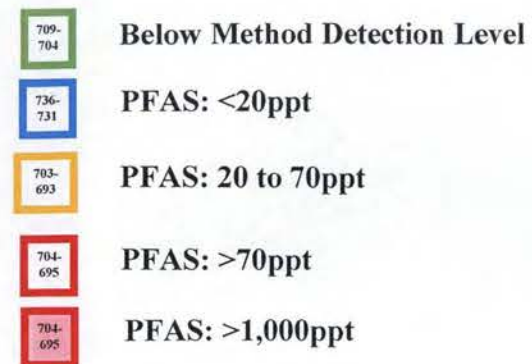 709-
704
Below Method Detection Level
736-
731
PFAS: <20ppt
703-
693
PFAS: 20 to 70ppt
704-
695
PFAS: >70ppt
704-
695
PFAS: >1,000ppt